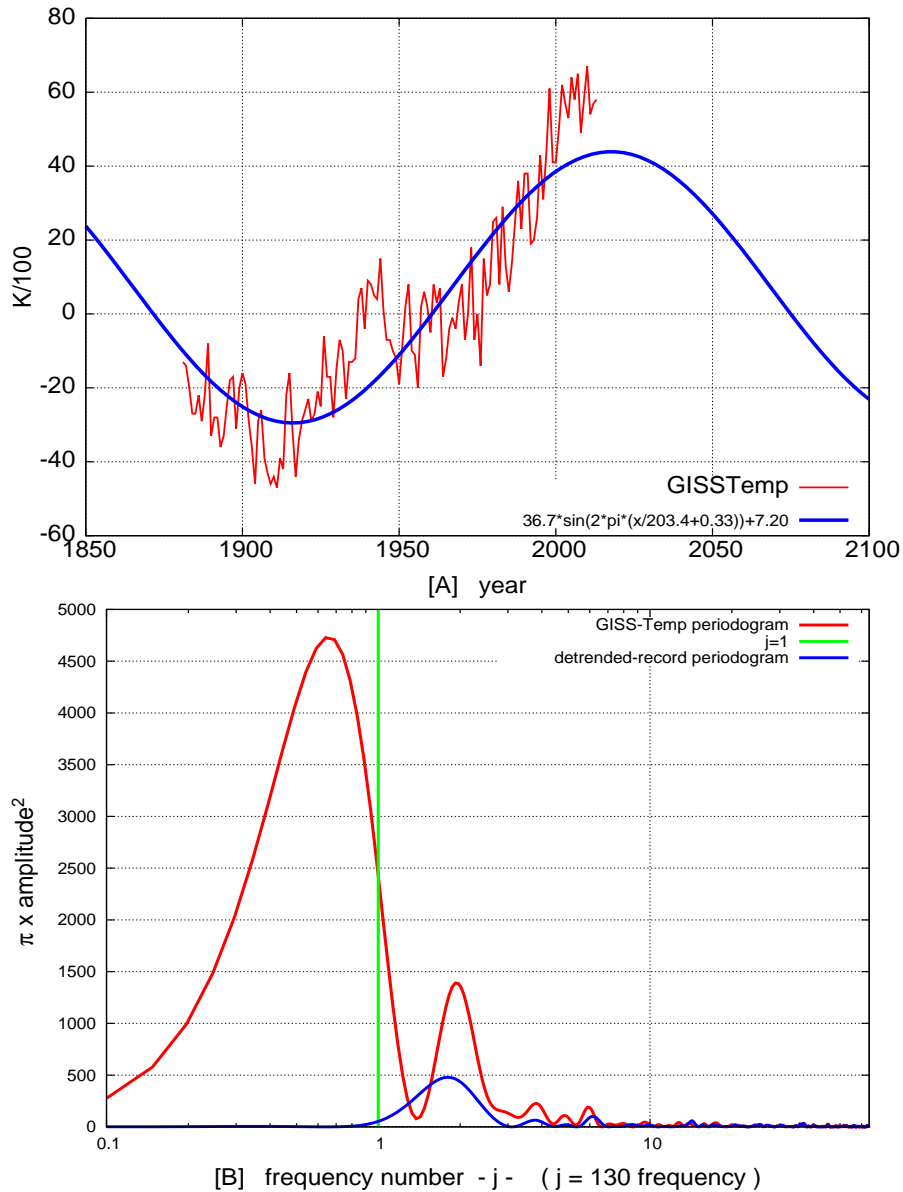 80
60
40
20
0
-20
-40
-60
K/100
GISSTemp
36.7*sin(2*pi*(x/203.4+0.33))+7.20
1850 1900 1950 2000 2050 2100
[A] year
5000
4500
4000
3500
3000
2500
2000
1500
1000
500
0
π x amplitude²
GISS-Temp periodogram
j=1
detrended-record periodogram
0.1 1 10
[B] frequency number - j - ( j = 130 frequency )